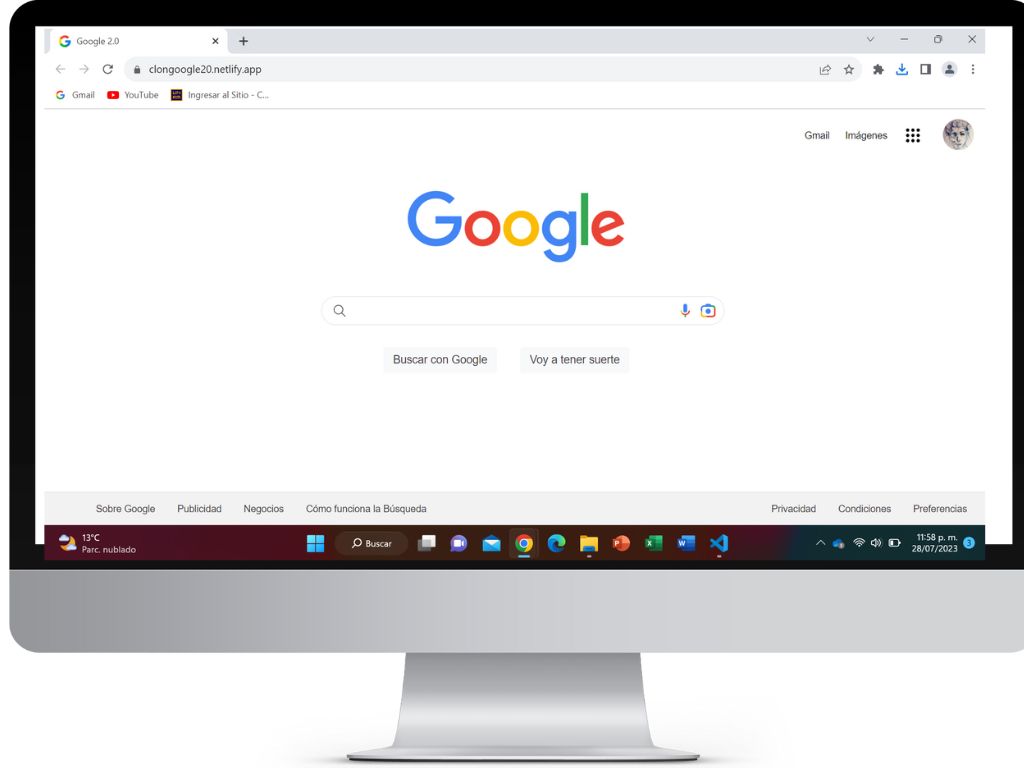 Google 2.0
clongoogle20.netlify.app
Gmail YouTube Ingresar al Sitio - C...
Gmail Imágenes
Google
Buscar con Google Voy a tener suerte
Sobre Google Publicidad Negocios Cómo funciona la Búsqueda Privacidad Condiciones Preferencias
13°C
Parc. nublado
Buscar
11:58 p. m.
28/07/2023
3